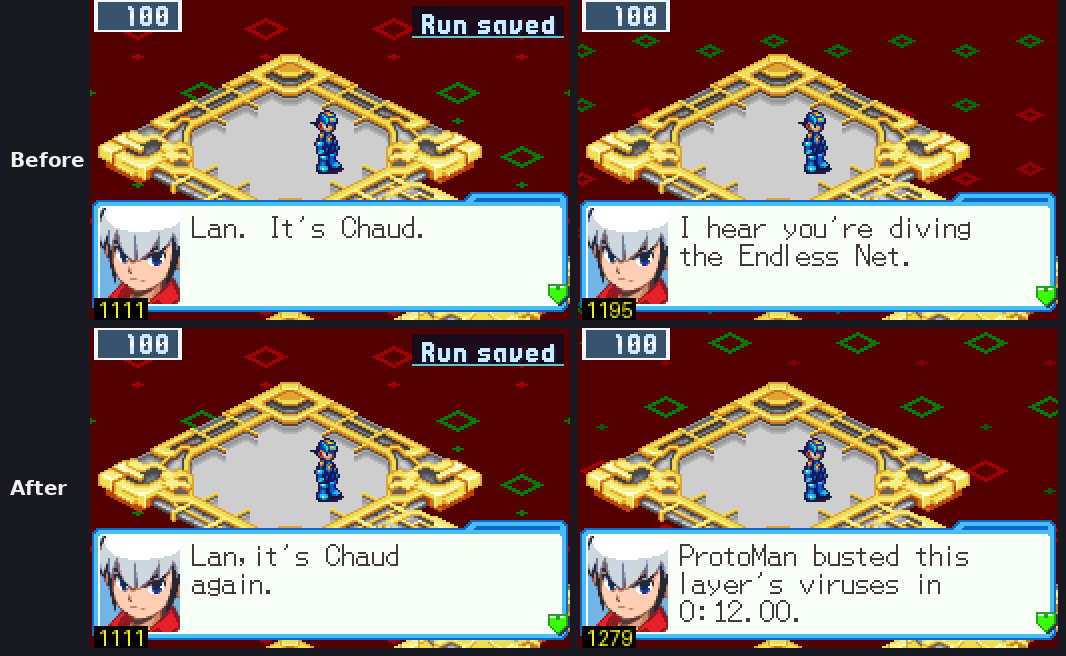 100
Run saved
100
Before
Lan. It's Chaud.
1111
I hear you're diving
the Endless Net.
1195
100
Run saved
100
After
Lan,it's Chaud
again.
1111
ProtoMan busted this
layer's viruses in
0:12.00.
1279